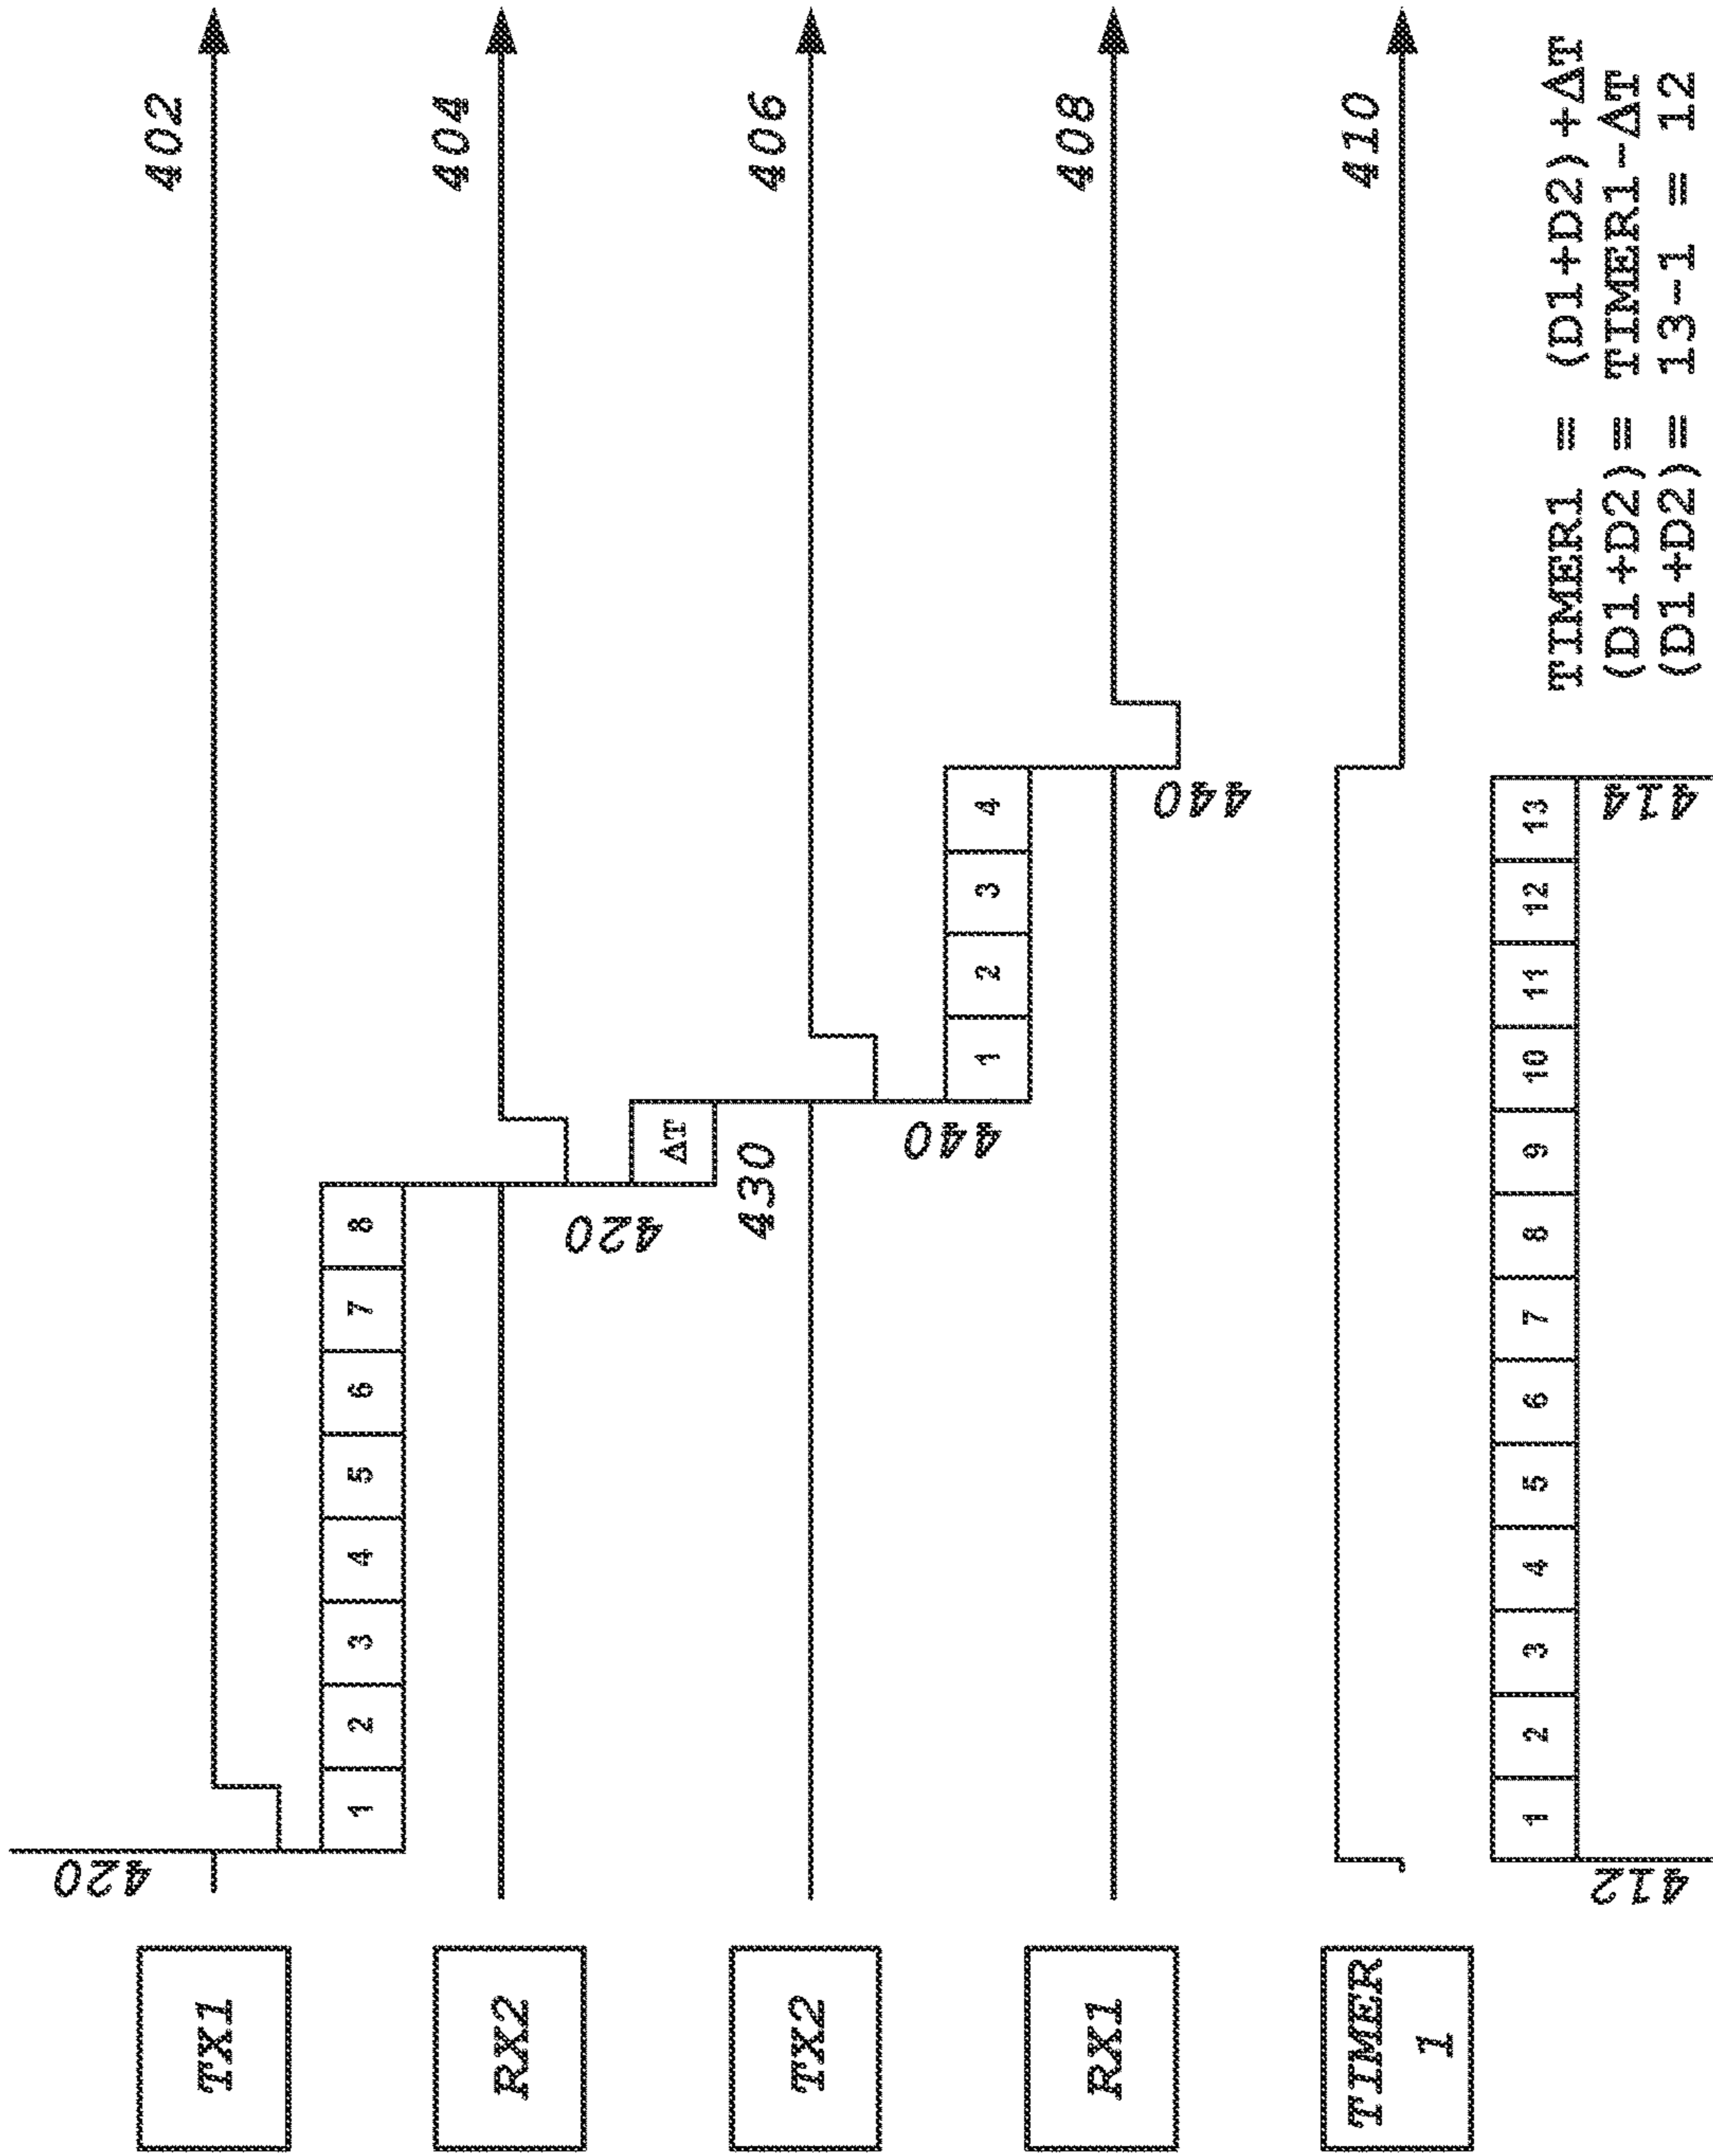 420
402
TX1
1 2 3 4 5 6 7 8
404
RX2
420
ΔT
430
406
TX2
440
1 2 3 4
408
RX1
440
410
TIMER 
1
1 2 3 4 5 6 7 8 9 10 11 12 13
412
414
TIMER1 = (D1+D2)+ΔT
(D1+D2)= TIMER1-ΔT
(D1+D2)= 13-1 = 12